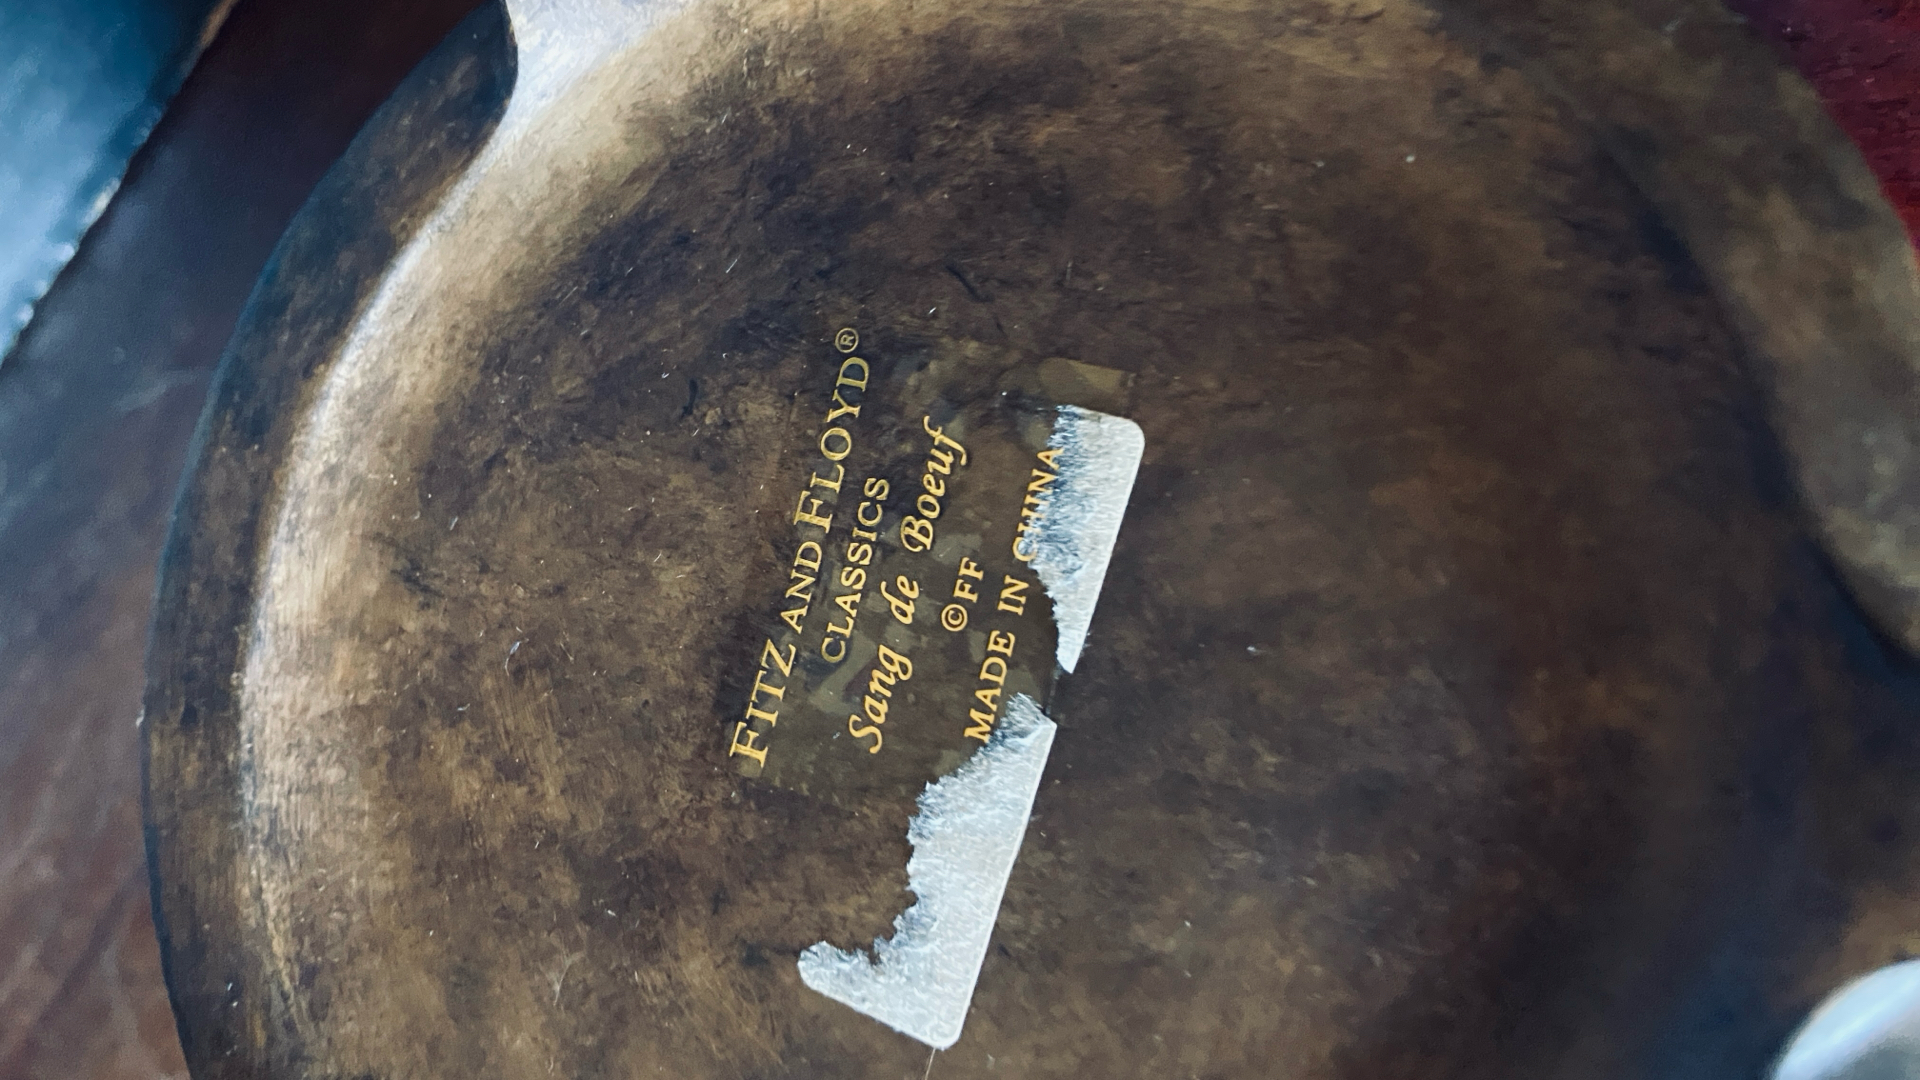 FITZ AND FLOYD®
CLASSICS
Sang de Boeuf
©FF
MADE IN CHINA